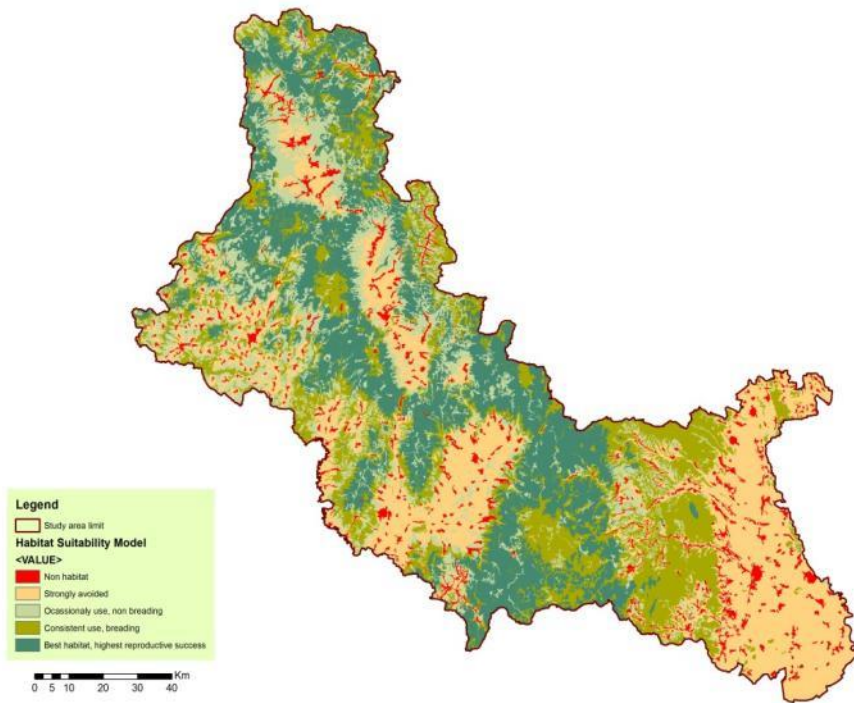 Legend
Study area limit
Habitat Suitability Model
<VALUE>
Non habitat
Strongly avoided
Ocassionaly use, non breading
Consistent use, breading
Best habitat, highest reproductive success
Km
0 5 10 20 30 40